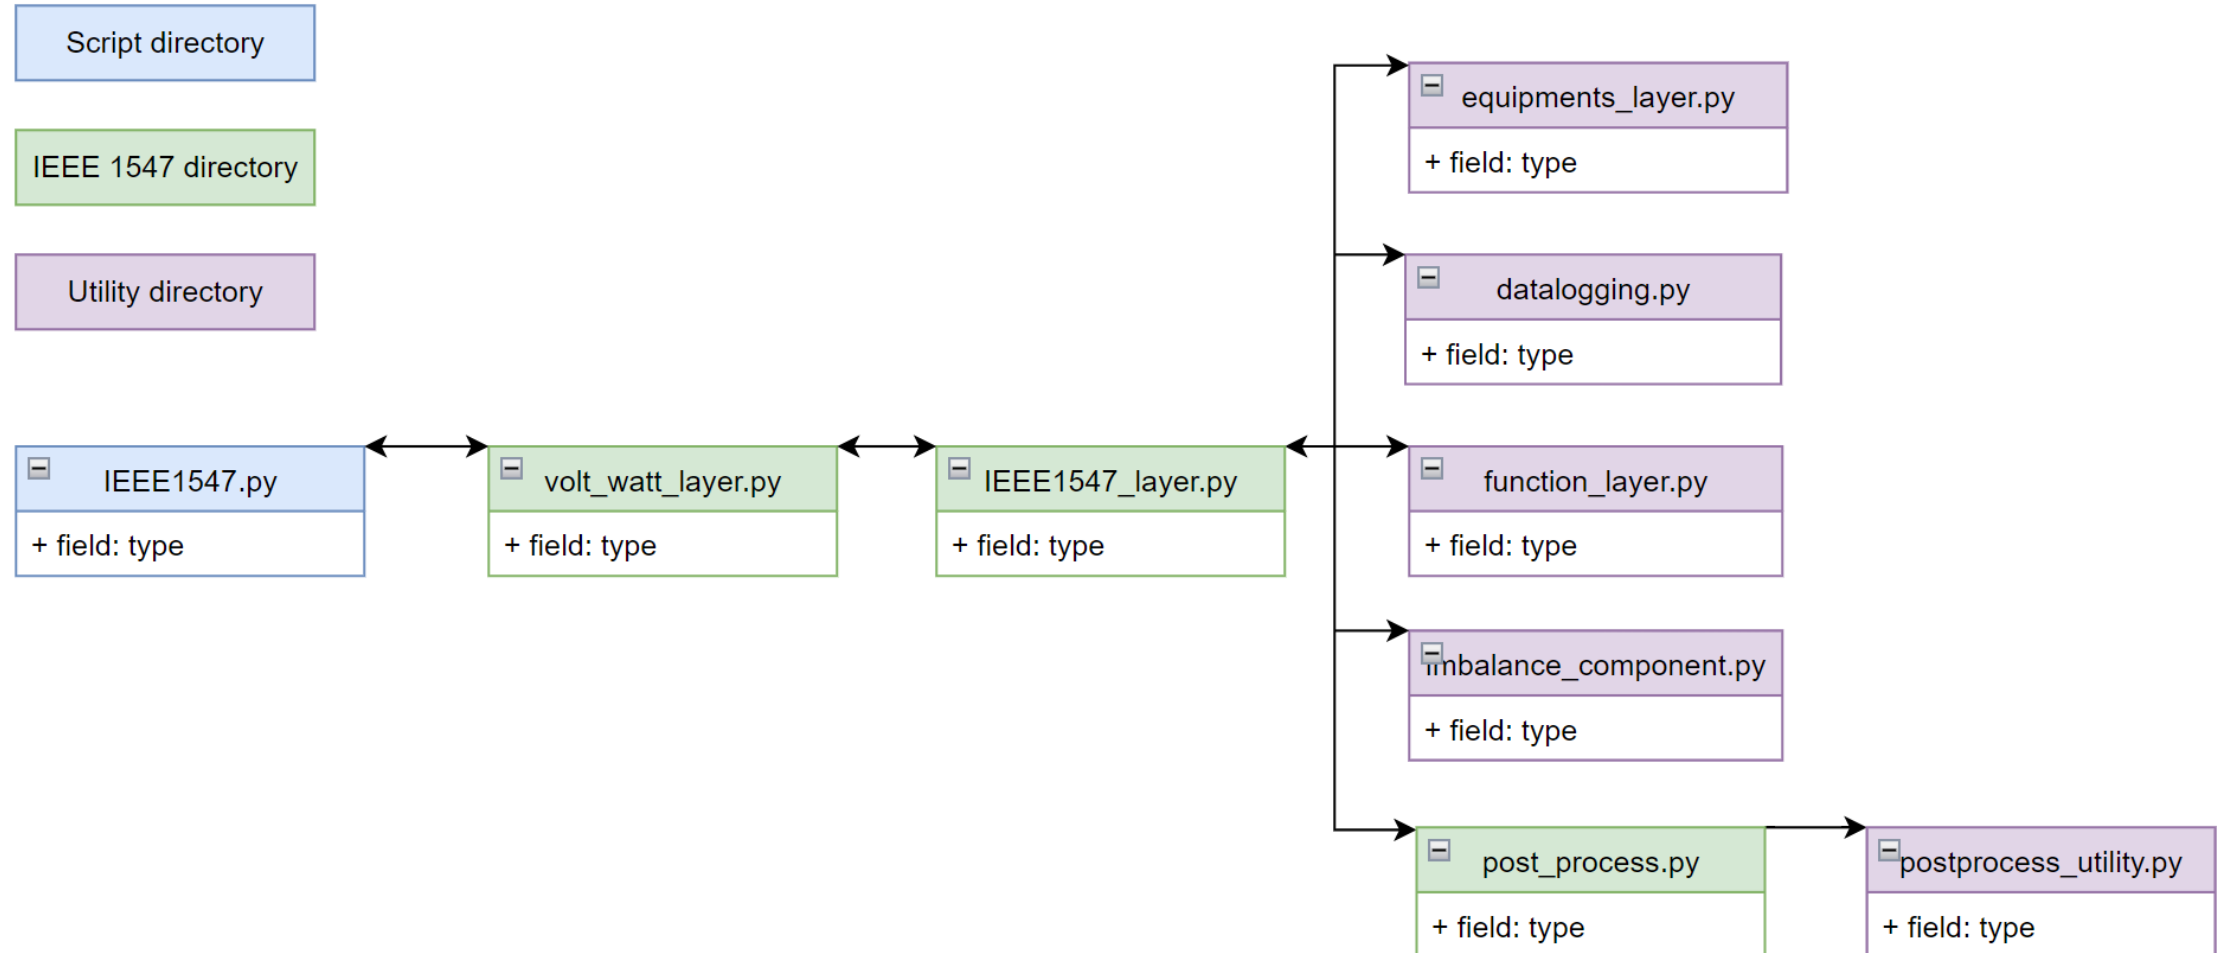 Script directory
IEEE 1547 directory
Utility directory
equipments_layer.py
+ field: type
datalogging.py
+ field: type
IEEE1547.py
+ field: type
volt_watt_layer.py
+ field: type
IEEE1547_layer.py
+ field: type
function_layer.py
+ field: type
imbalance_component.py
+ field: type
post_process.py
+ field: type
postprocess_utility.py
+ field: type